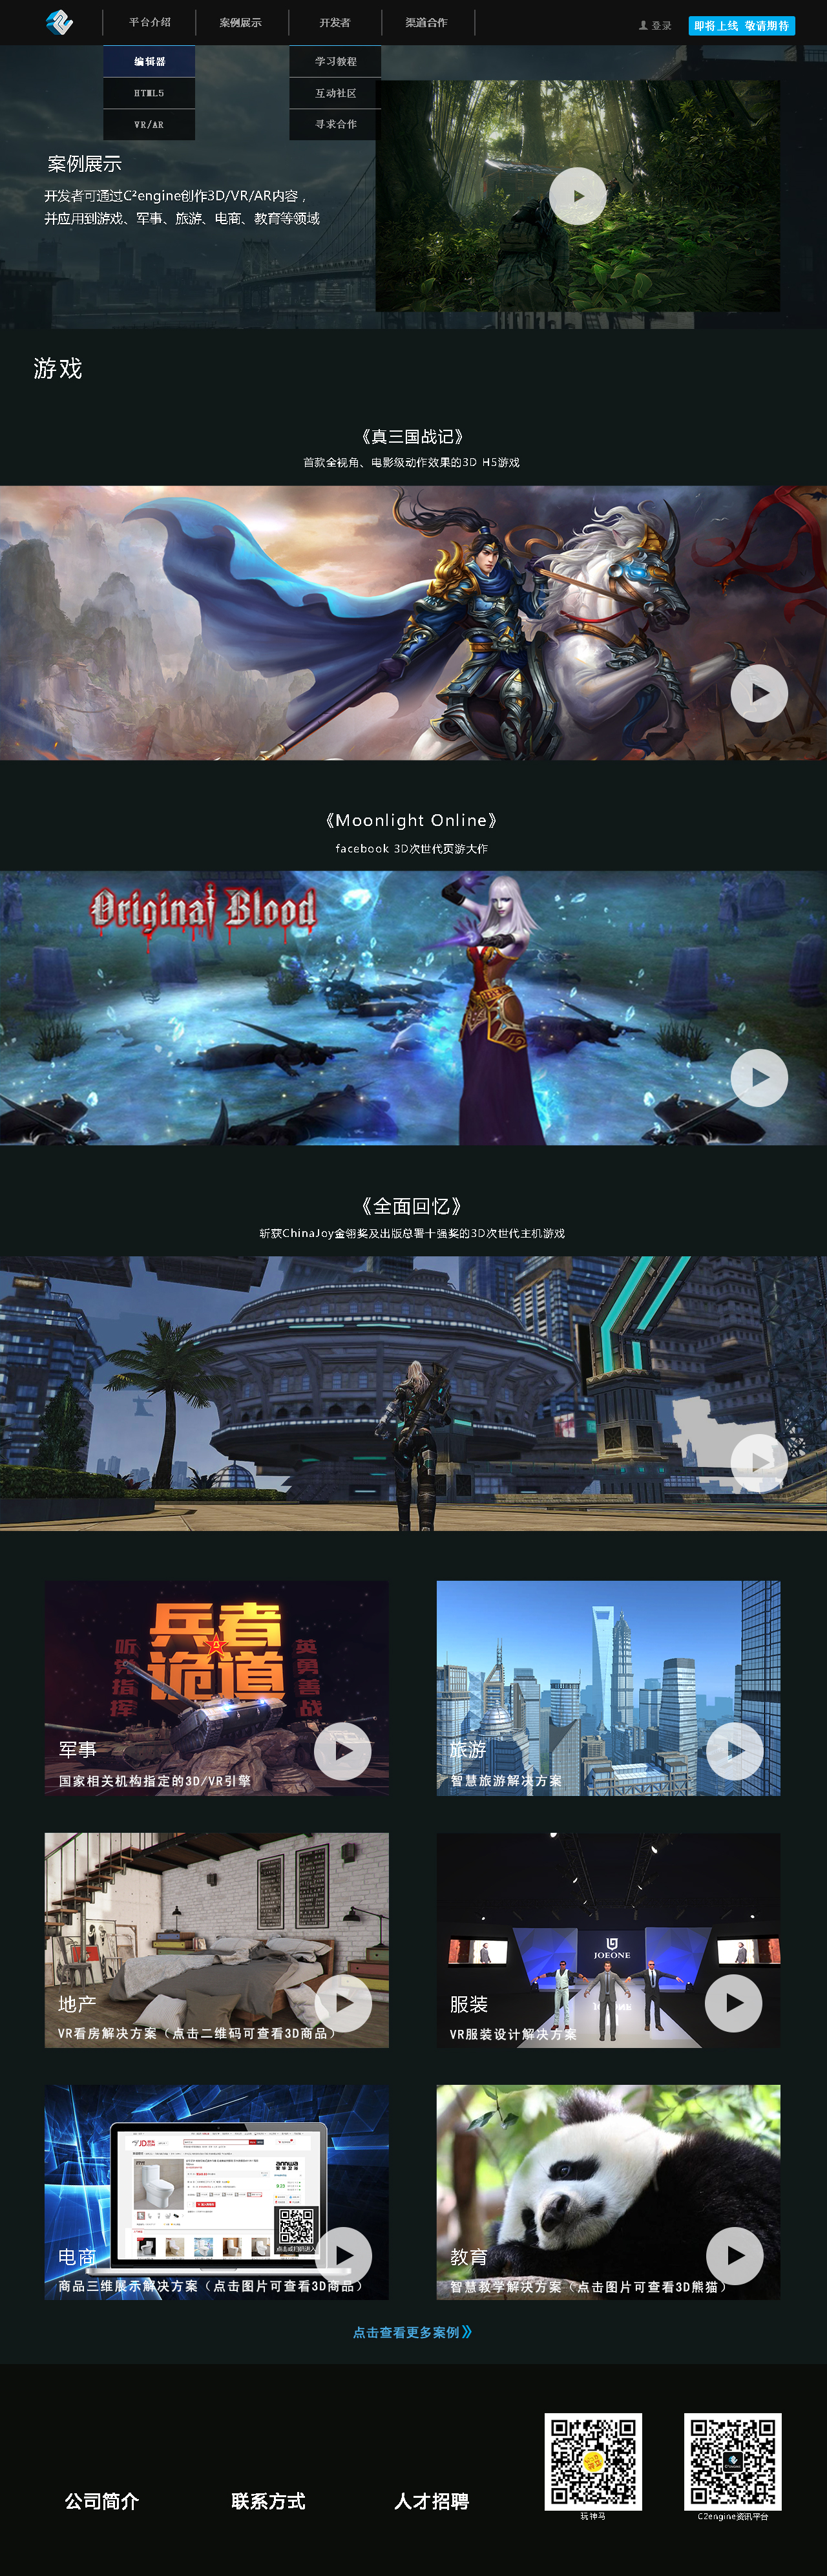 平台介绍
案例展示
开发者
渠道合作
登录
即将上线 敬请期待
编辑器
HTML5
VR/AR
学习教程
互动社区
寻求合作
案例展示
开发者可通过C²engine创作3D/VR/AR内容，
并应用到游戏、军事、旅游、电商、教育等领域
游戏
《真三国战记》
首款全视角、电影级动作效果的3D H5游戏
《Moonlight Online》
facebook 3D次世代页游大作
Original Blood
《全面回忆》
斩获ChinaJoy金翎奖及出版总署十强奖的3D次世代主机游戏
兵者
诡道
听党指挥
英勇善战
军事
国家相关机构指定的3D/VR引擎
旅游
智慧旅游解决方案
地产
VR看房解决方案（点击二维码可查看3D商品）
JOEONE
服装
VR服装设计解决方案
annwa
电商
商品三维展示解决方案（点击图片可查看3D商品）
教育
智慧教学解决方案（点击图片可查看3D熊猫）
点击查看更多案例》
公司简介
联系方式
人才招聘
玩神马
C2engine资讯平台